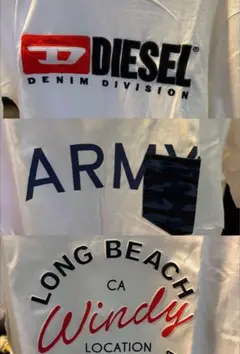 DIESEL®
DENIM DIVISION
ARMY
LONG BEACH
CA
Windy
LOCATION